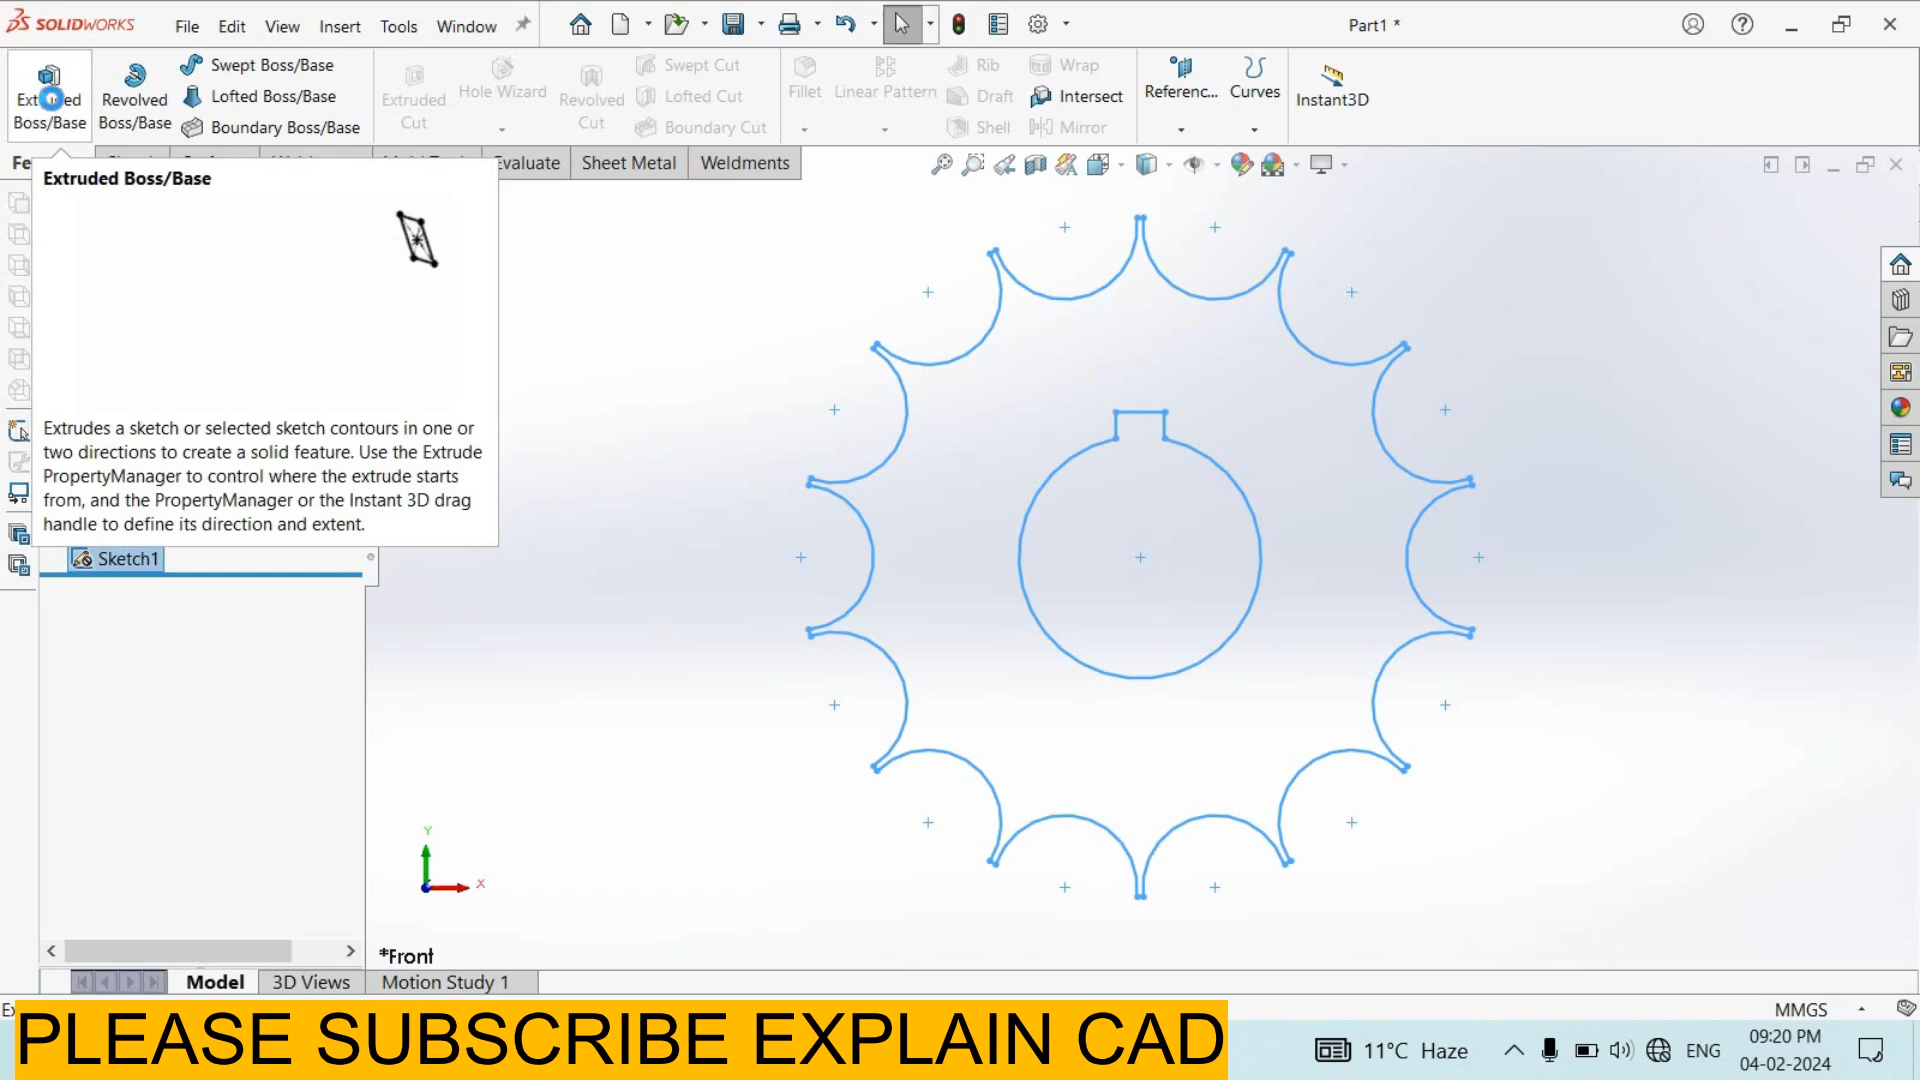 SOLIDWORKS File Edit View Insert Tools Window Part1 *
Extruded Boss/Base
Revolved Boss/Base
Swept Boss/Base
Lofted Boss/Base
Boundary Boss/Base
Extruded Cut
Hole Wizard
Revolved Cut
Swept Cut
Lofted Cut
Boundary Cut
Fillet
Linear Pattern
Rib
Draft
Shell
Wrap
Intersect
Mirror
Referenc...
Curves
Instant3D
Evaluate Sheet Metal Weldments
Extruded Boss/Base
Extrudes a sketch or selected sketch contours in one or
two directions to create a solid feature. Use the Extrude
PropertyManager to control where the extrude starts
from, and the PropertyManager or the Instant 3D drag
handle to define its direction and extent.
Sketch1
Y
X
*Front
Model 3D Views Motion Study 1
MMGS
PLEASE SUBSCRIBE EXPLAIN CAD
11°C Haze
ENG
09:20 PM
04-02-2024